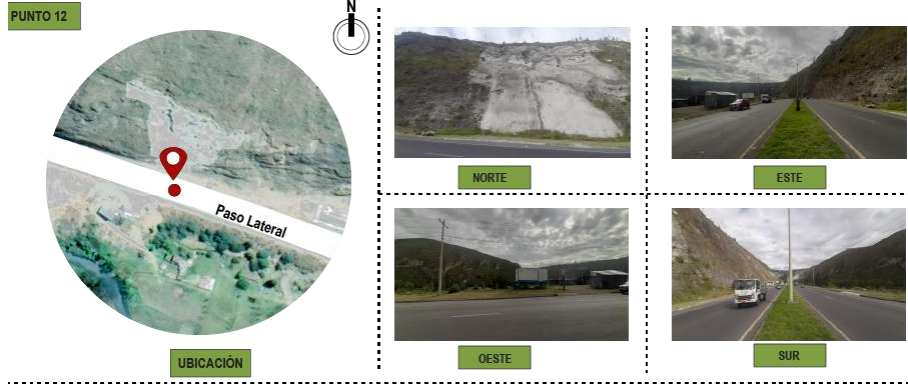 PUNTO 12
N
Paso Lateral
UBICACIÓN
NORTE
ESTE
OESTE
SUR